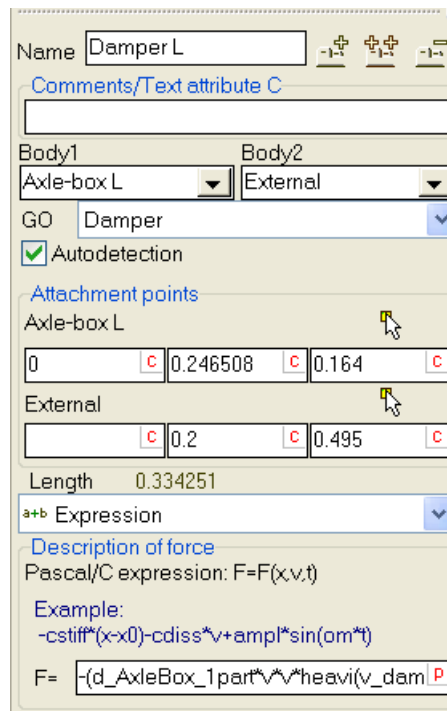 Name Damper L
Comments/Text attribute C
Body1 Body2
Axle-box L External
GO Damper
Autodetection
Attachment points
Axle-box L
0 C 0.246508 C 0.164 C
External
C 0.2 C 0.495 C
Length 0.334251
a+b Expression
Description of force
Pascal/C expression: F=F(x,v,t)
Example:
-cstiff*(x-x0)-cdiss*v+ampl*sin(om*t)
F= -(d_AxleBox_1part*v*v*heavi(v_dam P